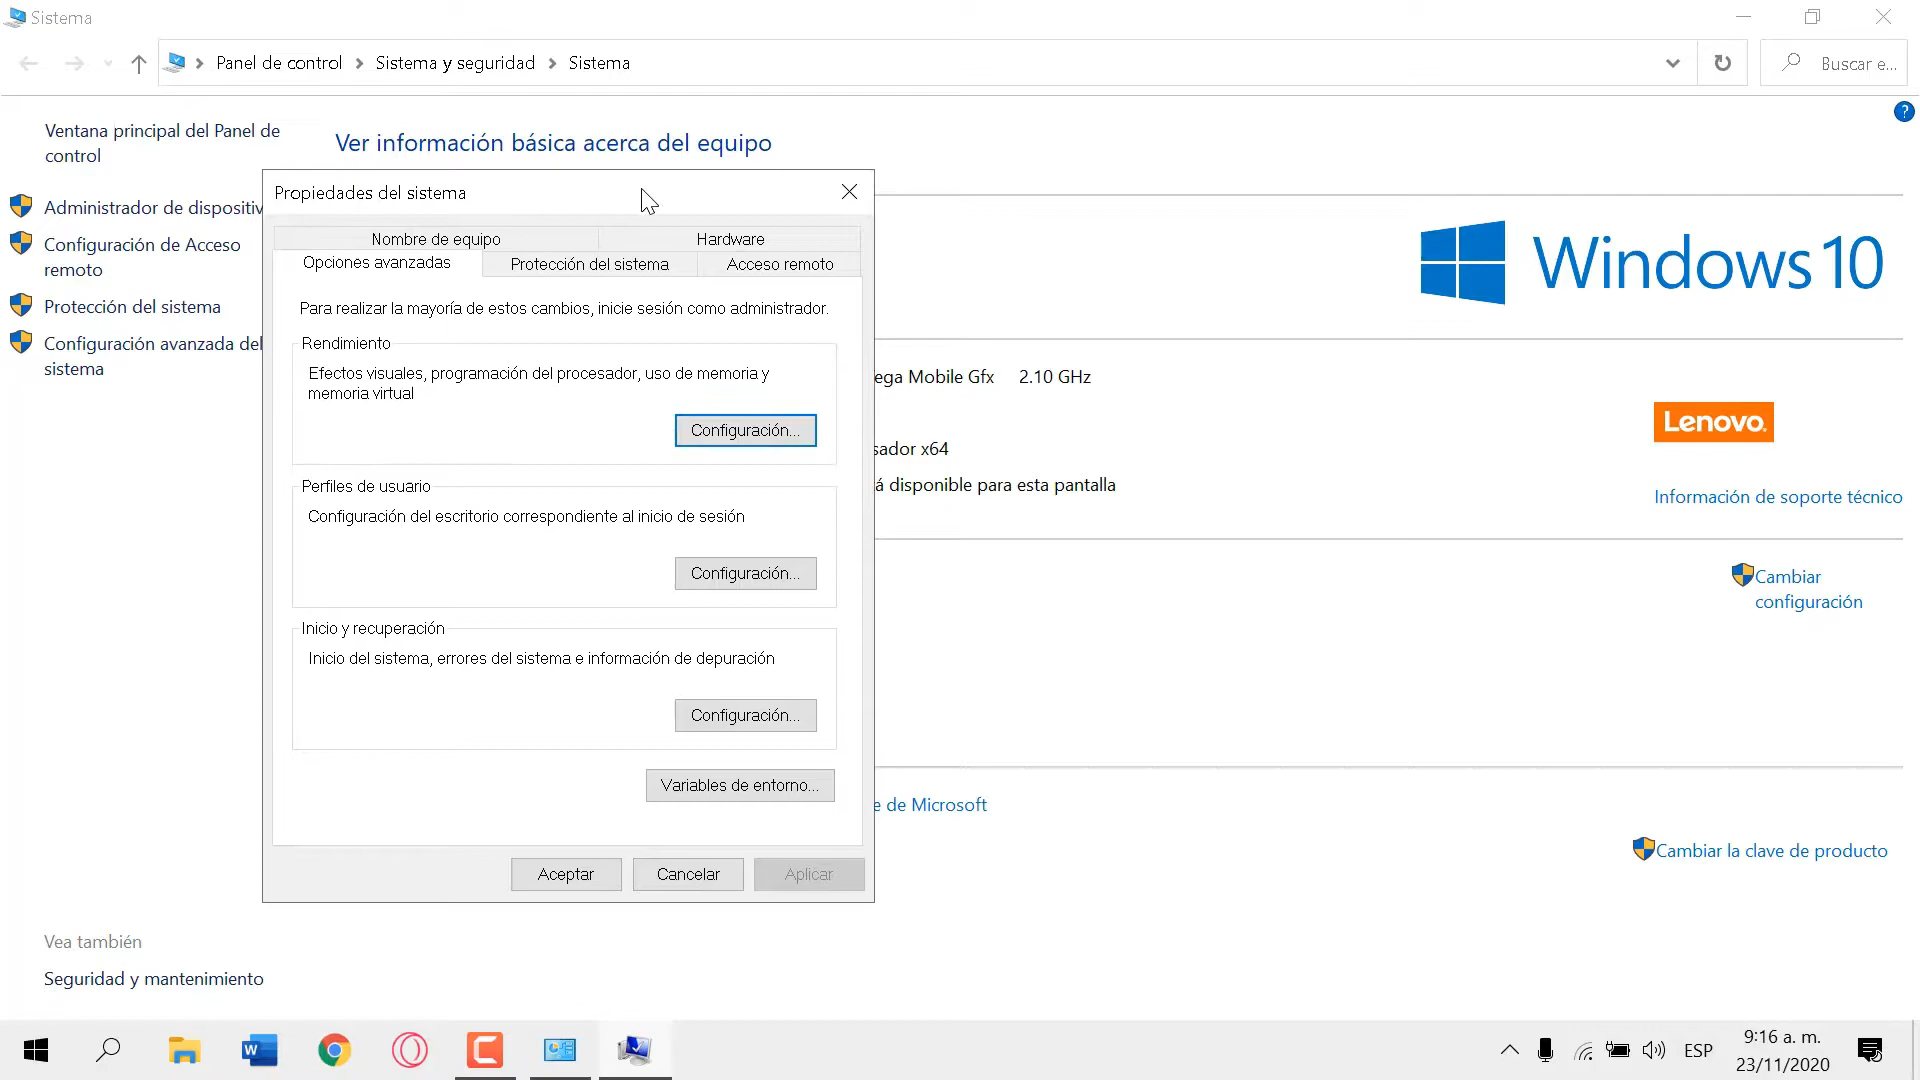 Sistema
Panel de control > Sistema y seguridad > Sistema
Buscar e...
?
Ventana principal del Panel de
control
Administrador de dispositiv
Configuración de Acceso
remoto
Protección del sistema
Configuración avanzada del
sistema
Vea también
Seguridad y mantenimiento
Ver información básica acerca del equipo
Propiedades del sistema
Nombre de equipo
Hardware
Opciones avanzadas
Protección del sistema
Acceso remoto
Para realizar la mayoría de estos cambios, inicie sesión como administrador.
Rendimiento
Efectos visuales, programación del procesador, uso de memoria y
memoria virtual
Configuración...
Perfiles de usuario
Configuración del escritorio correspondiente al inicio de sesión
Configuración...
Inicio y recuperación
Inicio del sistema, errores del sistema e información de depuración
Configuración...
Variables de entorno...
Aceptar
Cancelar
Aplicar
Windows 10
ega Mobile Gfx 2.10 GHz
sador x64
á disponible para esta pantalla
Lenovo.
Información de soporte técnico
Cambiar
configuración
e de Microsoft
Cambiar la clave de producto
W
ESP
9:16 a. m.
23/11/2020